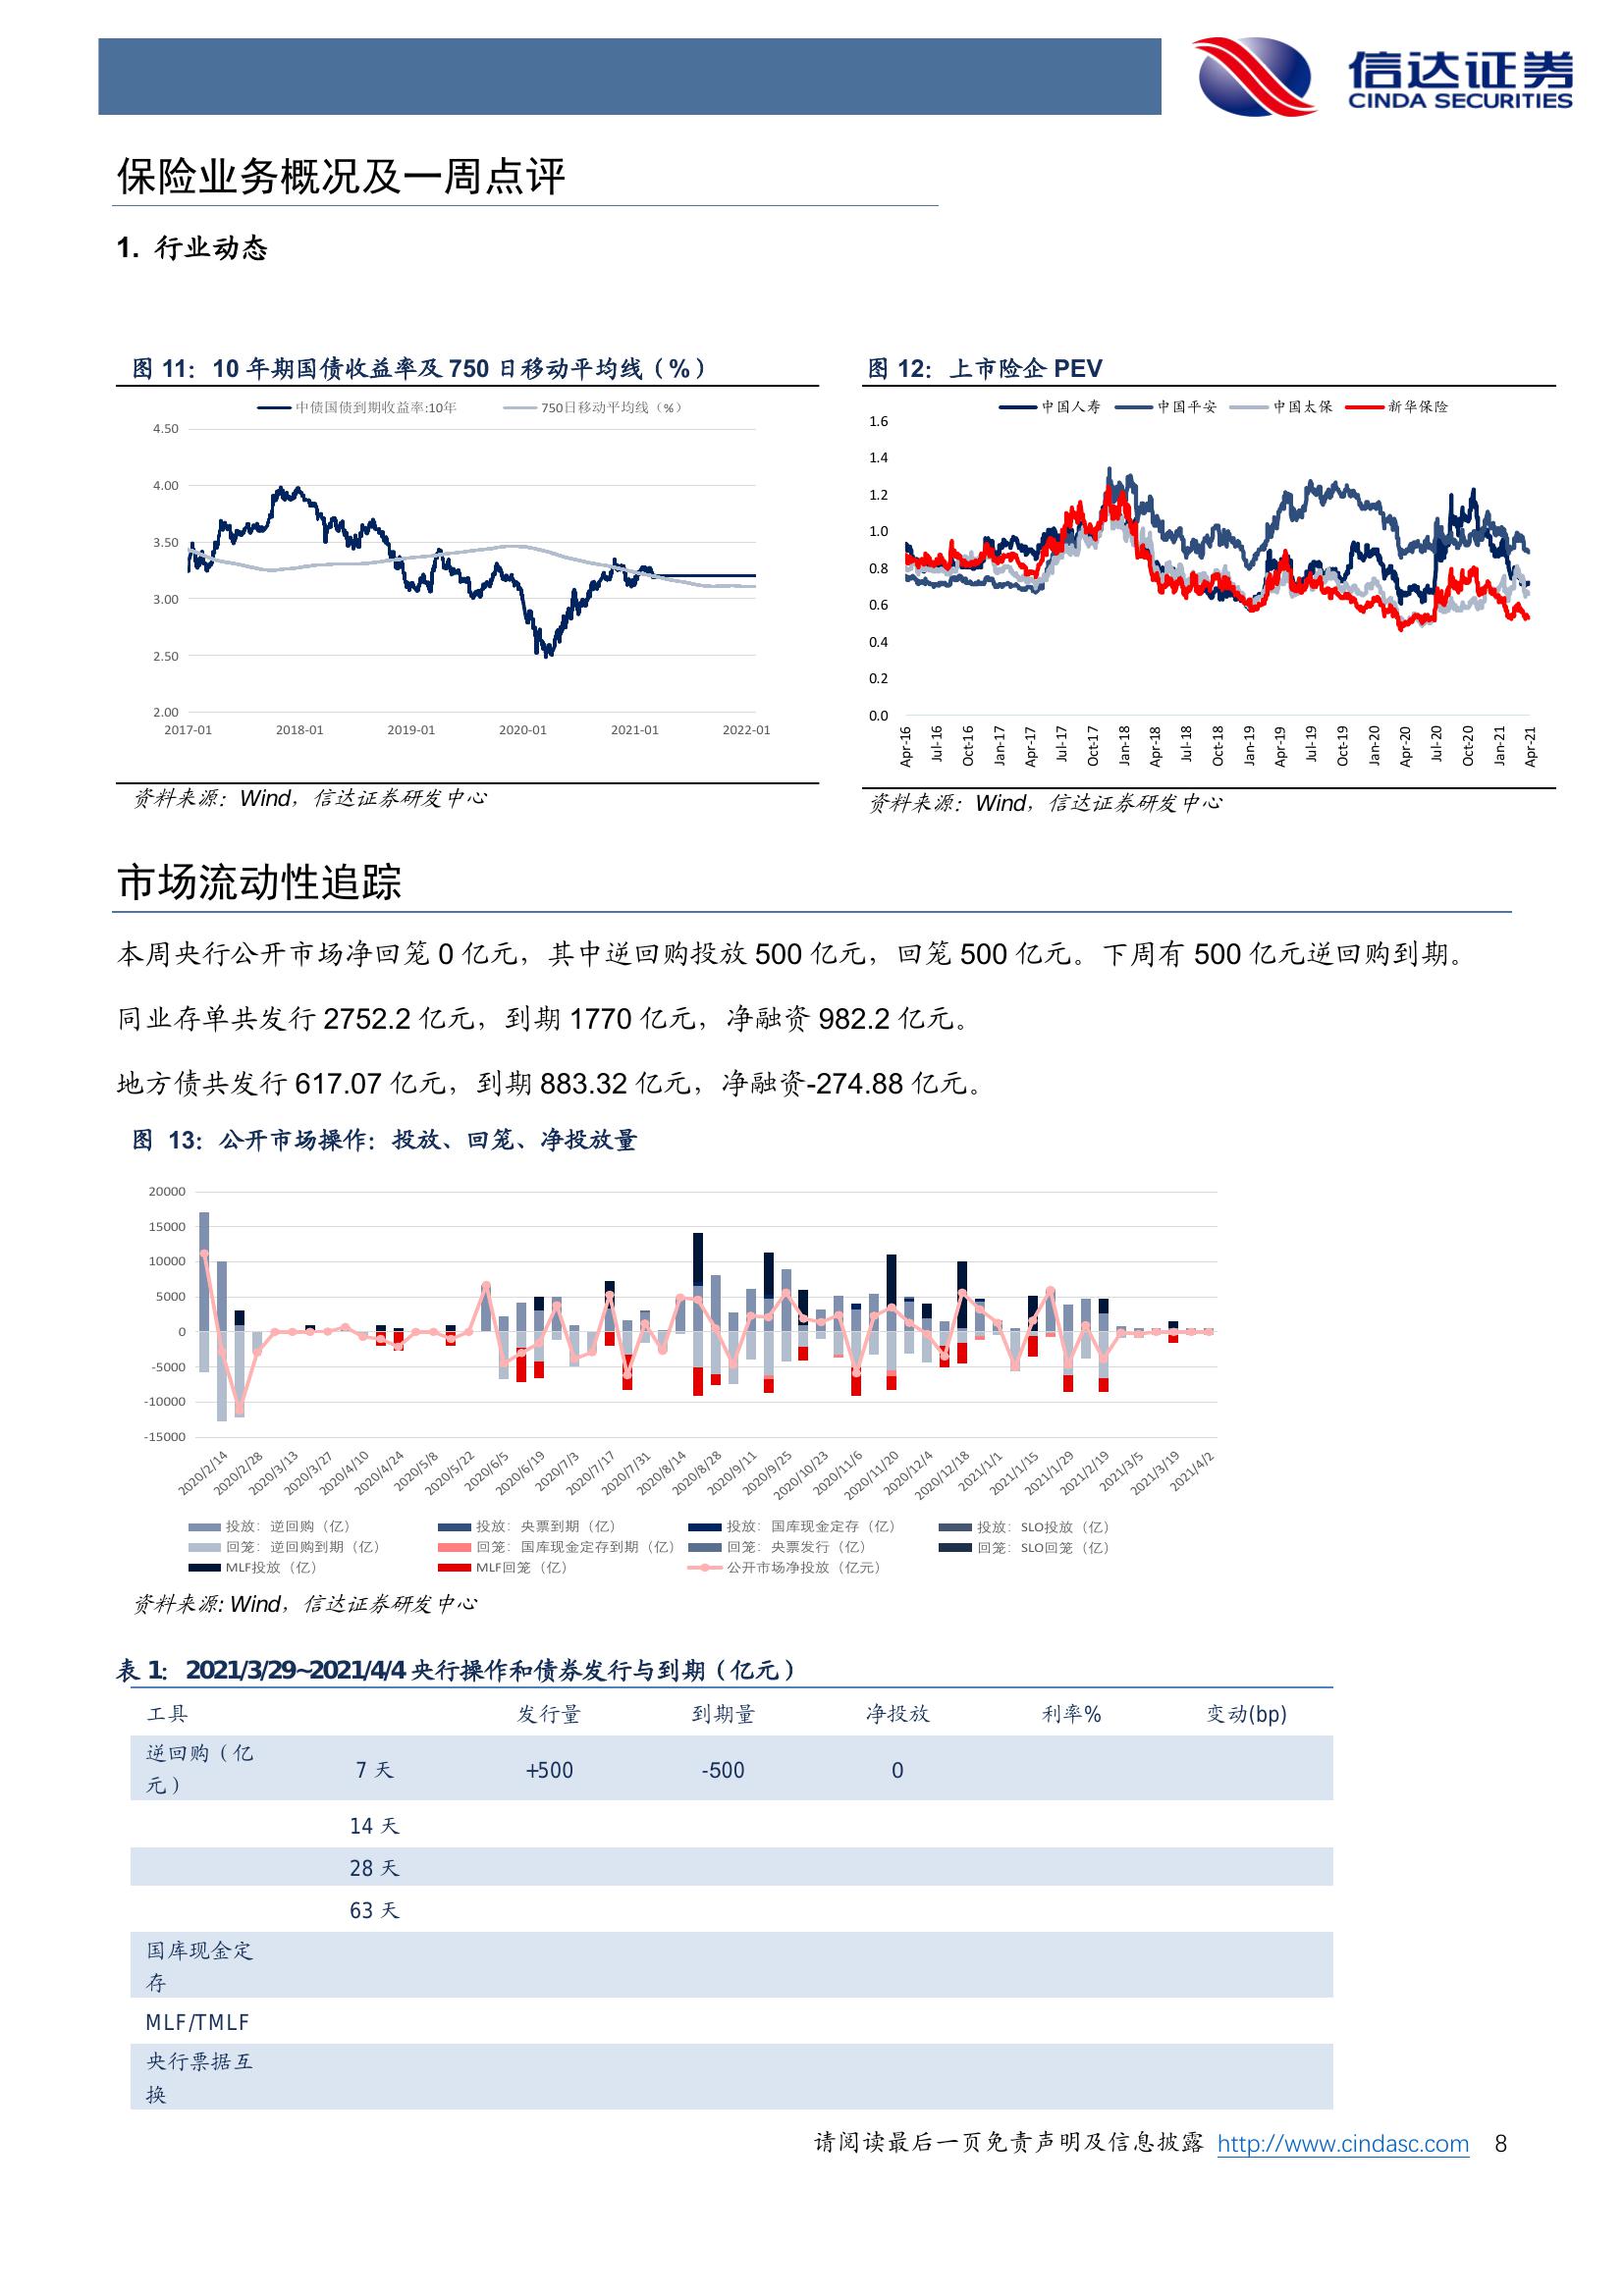 信达证券
CINDA SECURITIES
保险业务概况及一周点评
1. 行业动态
图 11：10 年期国债收益率及 750 日移动平均线（%）
中债国债到期收益率:10年 750日移动平均线（%）
4.50
4.00
3.50
3.00
2.50
2.00
2017-01 2018-01 2019-01 2020-01 2021-01 2022-01
资料来源：Wind，信达证券研发中心
图 12：上市险企 PEV
中国人寿 中国平安 中国太保 新华保险
1.6
1.4
1.2
1.0
0.8
0.6
0.4
0.2
0.0
Apr-16 Jul-16 Oct-16 Jan-17 Apr-17 Jul-17 Oct-17 Jan-18 Apr-18 Jul-18 Oct-18 Jan-19 Apr-19 Jul-19 Oct-19 Jan-20 Apr-20 Jul-20 Oct-20 Jan-21 Apr-21
资料来源：Wind，信达证券研发中心
市场流动性追踪
本周央行公开市场净回笼 0 亿元，其中逆回购投放 500 亿元，回笼 500 亿元。下周有 500 亿元逆回购到期。
同业存单共发行 2752.2 亿元，到期 1770 亿元，净融资 982.2 亿元。
地方债共发行 617.07 亿元，到期 883.32 亿元，净融资-274.88 亿元。
图 13：公开市场操作：投放、回笼、净投放量
20000
15000
10000
5000
0
-5000
-10000
-15000
2020/2/14 2020/2/28 2020/3/13 2020/3/27 2020/4/10 2020/4/24 2020/5/8 2020/5/22 2020/6/5 2020/6/19 2020/7/3 2020/7/17 2020/7/31 2020/8/14 2020/8/28 2020/9/11 2020/9/25 2020/10/23 2020/11/6 2020/11/20 2020/12/4 2020/12/18 2021/1/1 2021/1/15 2021/1/29 2021/2/19 2021/3/5 2021/3/19 2021/4/2
投放：逆回购（亿） 投放：央票到期（亿） 投放：国库现金定存（亿） 投放：SLO投放（亿）
回笼：逆回购到期（亿） 回笼：国库现金定存到期（亿） 回笼：央票发行（亿） 回笼：SLO回笼（亿）
MLF投放（亿） MLF回笼（亿） 公开市场净投放（亿元）
资料来源: Wind，信达证券研发中心
表 1：2021/3/29~2021/4/4 央行操作和债券发行与到期（亿元）
工具 发行量 到期量 净投放 利率% 变动(bp)
逆回购（亿
元） 7 天 +500 -500 0
14 天
28 天
63 天
国库现金定
存
MLF/TMLF
央行票据互
换
请阅读最后一页免责声明及信息披露 http://www.cindasc.com 8